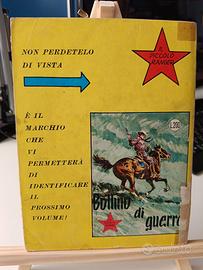 NON PERDETELO
DI VISTA
IL
PICCOLO
RANGER
È IL
MARCHIO
CHE
VI
PERMETTERÀ
DI
IDENTIFICARE
IL
PROSSIMO
VOLUME!
L.200
Bottino
di guerra